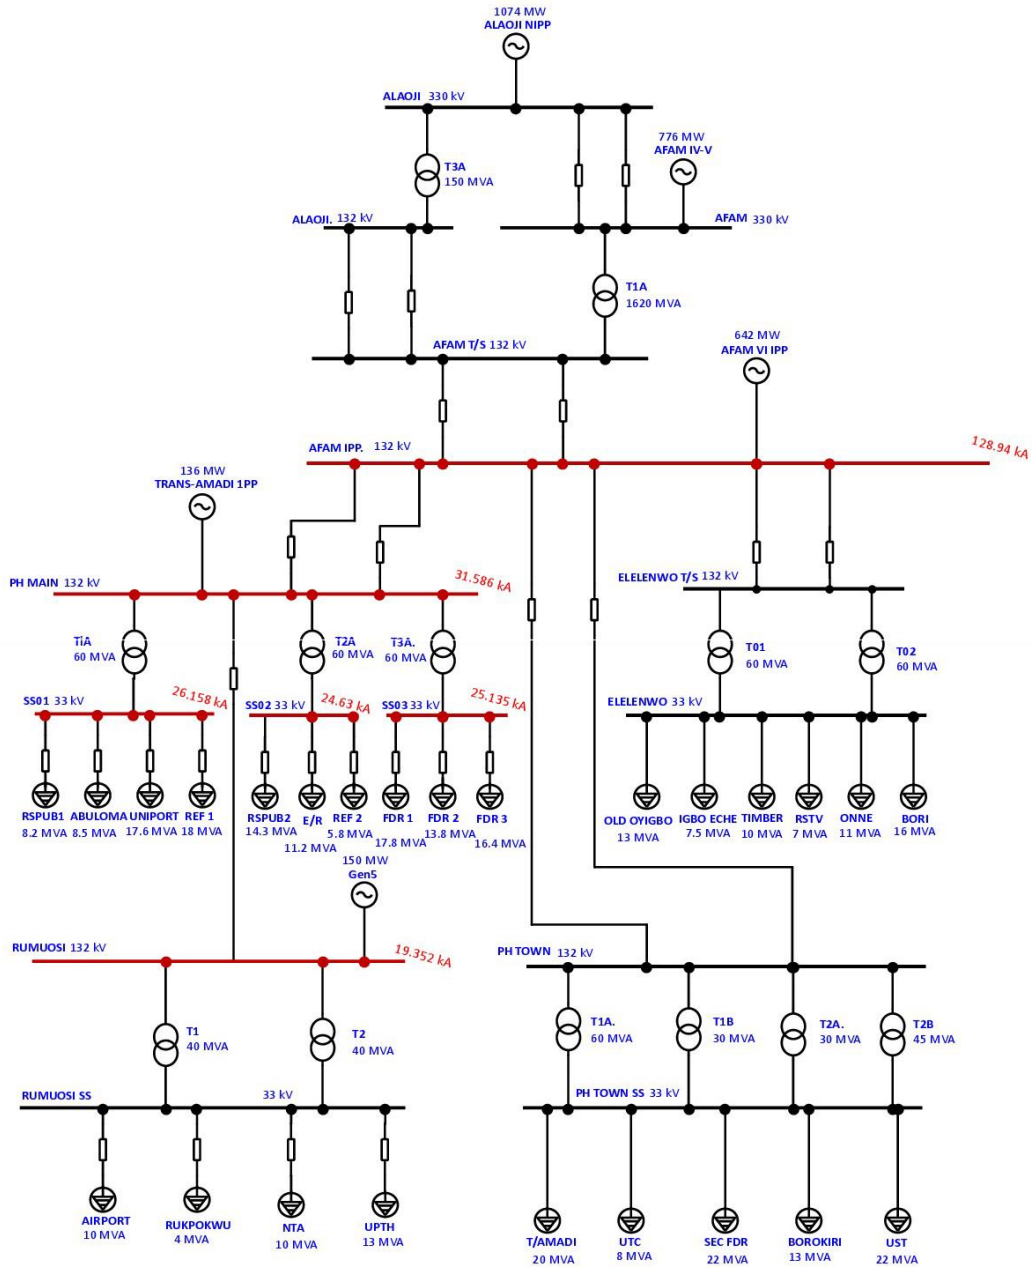 1074 MW
ALAOJI NIPP
ALAOJI 330 kV
776 MW
AFAM IV-V
T3A
150 MVA
ALAOJI. 132 kV
AFAM 330 kV
T1A
1620 MVA
AFAM T/S 132 kV
642 MW
AFAM VI IPP
AFAM IPP. 132 kV
128.94 kA
136 MW
TRANS-AMADI 1PP
PH MAIN 132 kV
31.586 kA
ELELENWO T/S 132 kV
TiA
60 MVA
T2A
60 MVA
T3A.
60 MVA
T01
60 MVA
T02
60 MVA
SS01 33 kV
26.158 kA
SS02 33 kV
24.63 kA
SS03 33 kV
25.135 kA
ELELENWO 33 kV
RSPUB1
8.2 MVA
ABULOMA
8.5 MVA
UNIPORT
17.6 MVA
REF 1
18 MVA
RSPUB2
14.3 MVA
E/R
11.2 MVA
REF 2
5.8 MVA
FDR 1
17.8 MVA
FDR 2
13.8 MVA
FDR 3
16.4 MVA
OLD OYIGBO
13 MVA
IGBO ECHE
7.5 MVA
TIMBER
10 MVA
RSTV
7 MVA
ONNE
11 MVA
BORI
16 MVA
150 MW
Gen5
RUMUOSI 132 kV
19.352 kA
PH TOWN 132 kV
T1
40 MVA
T2
40 MVA
T1A.
60 MVA
T1B
30 MVA
T2A.
30 MVA
T2B
45 MVA
RUMUOSI SS 33 kV
PH TOWN SS 33 kV
AIRPORT
10 MVA
RUKPOKWU
4 MVA
NTA
10 MVA
UPTH
13 MVA
T/AMADI
20 MVA
UTC
8 MVA
SEC FDR
22 MVA
BOROKIRI
13 MVA
UST
22 MVA